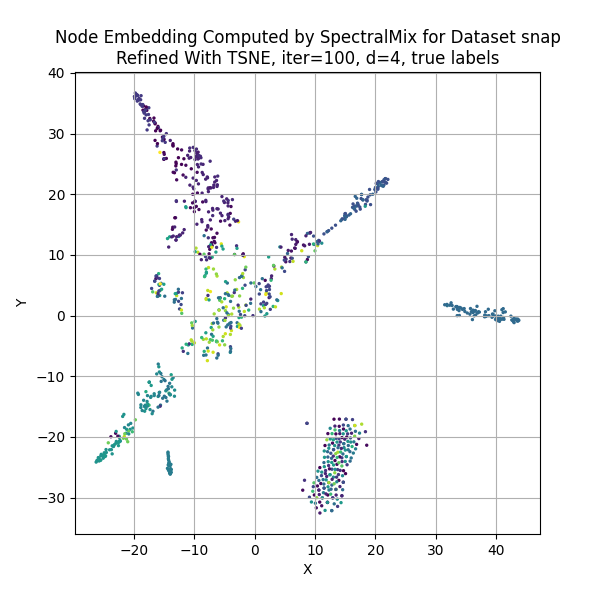 Node Embedding Computed by SpectralMix for Dataset snap
Refined With TSNE, iter=100, d=4, true labels
40
30
20
10
0
−10
−20
−30
Y
−20 −10 0 10 20 30 40
X